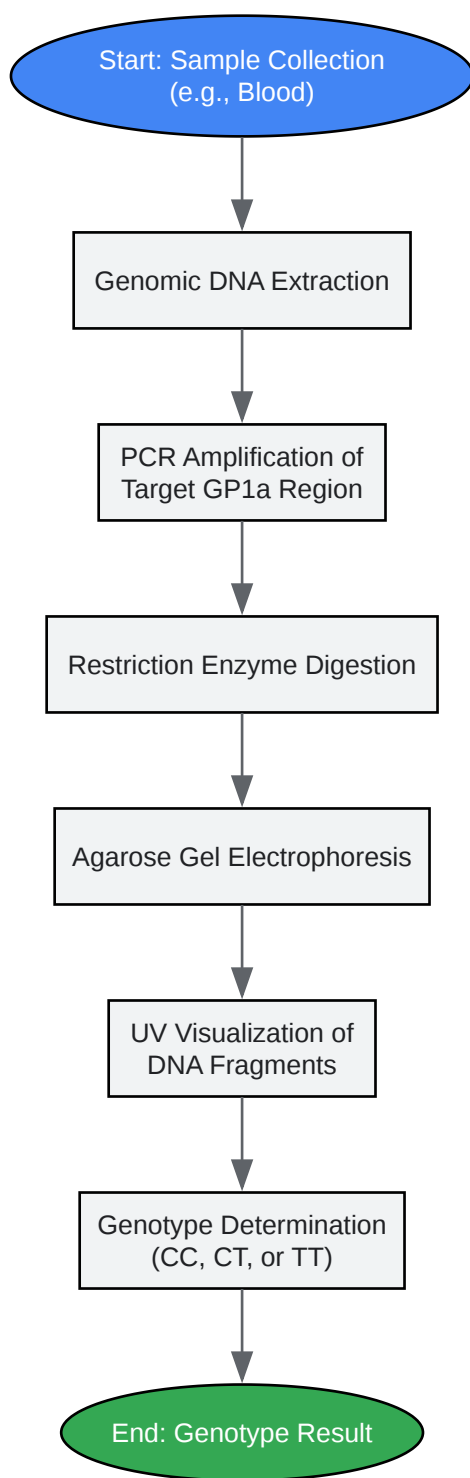 Start: Sample Collection
(e.g., Blood)
Genomic DNA Extraction
PCR Amplification of
Target GP1a Region
Restriction Enzyme Digestion
Agarose Gel Electrophoresis
UV Visualization of
DNA Fragments
Genotype Determination
(CC, CT, or TT)
End: Genotype Result